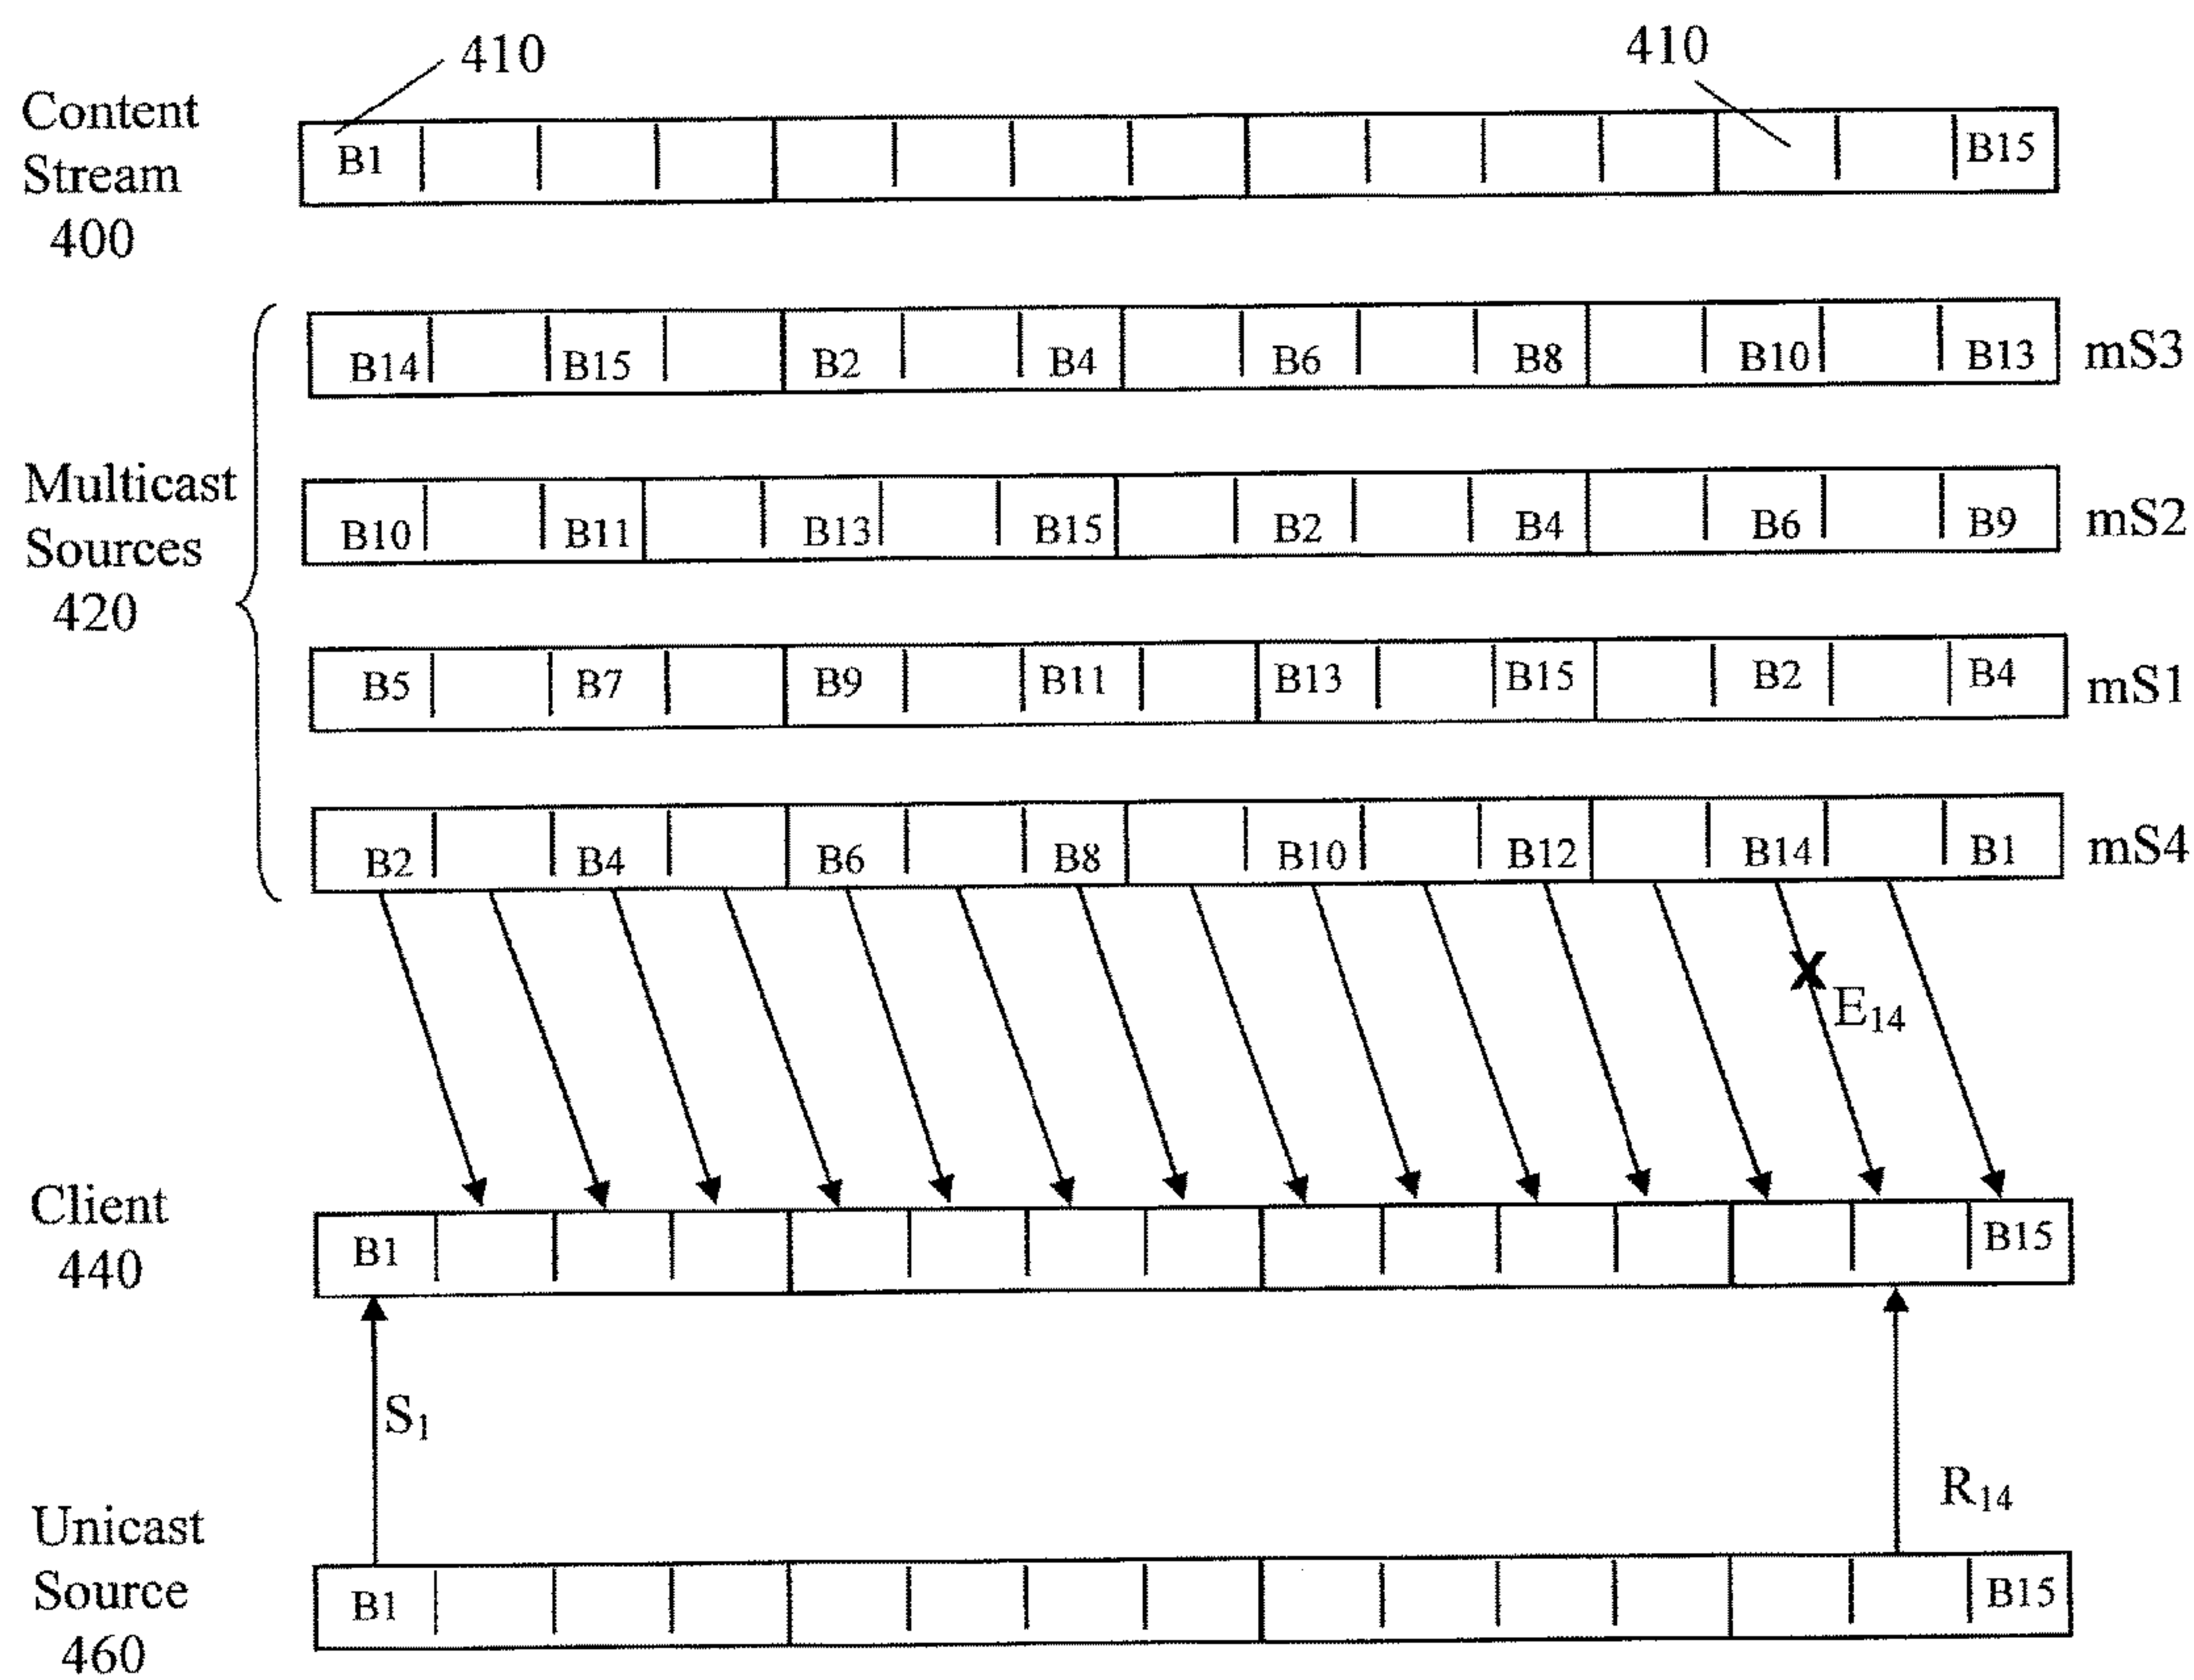 410
410
Content
Stream
400
B1 B15
B14 B15 B2 B4 B6 B8 B10 B13 mS3
Multicast
Sources
420
B10 B11 B13 B15 B2 B4 B6 B9 mS2
B5 B7 B9 B11 B13 B15 B2 B4 mS1
B2 B4 B6 B8 B10 B12 B14 B1 mS4
X
E14
Client
440
B1 B15
S1
R14
Unicast
Source
460
B1 B15